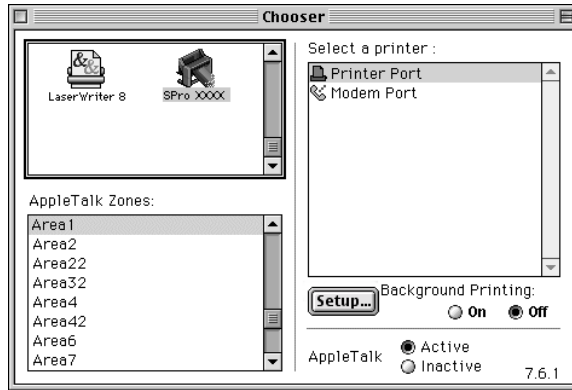 Chooser
LaserWriter 8
SPro XXXX
AppleTalk Zones:
Area1
Area2
Area22
Area32
Area4
Area42
Area6
Area7
Select a printer :
Printer Port
Modem Port
Setup...
Background Printing:
On Off
AppleTalk
Active
Inactive
7.6.1